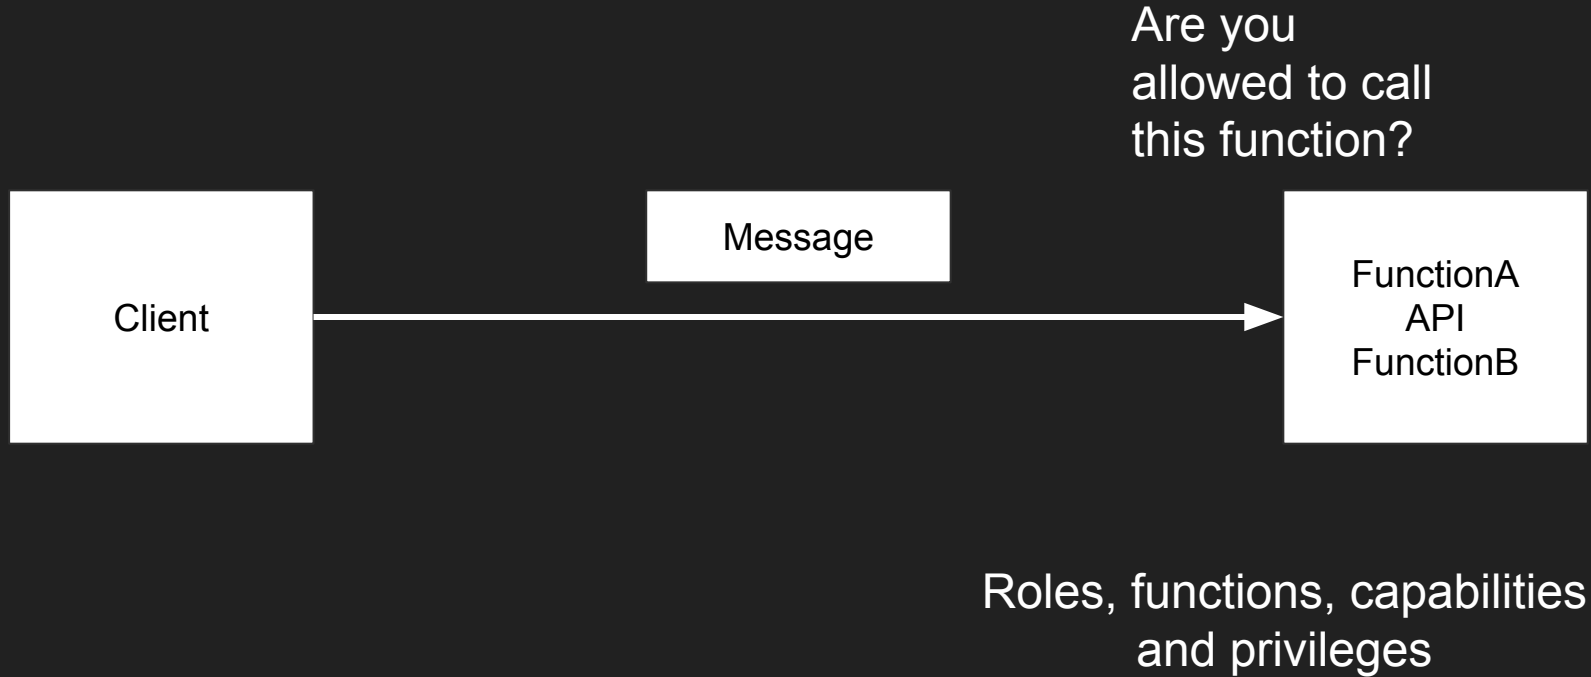 Are you
allowed to call
this function?
Message
Client
FunctionA
API
FunctionB
Roles, functions, capabilities
and privileges